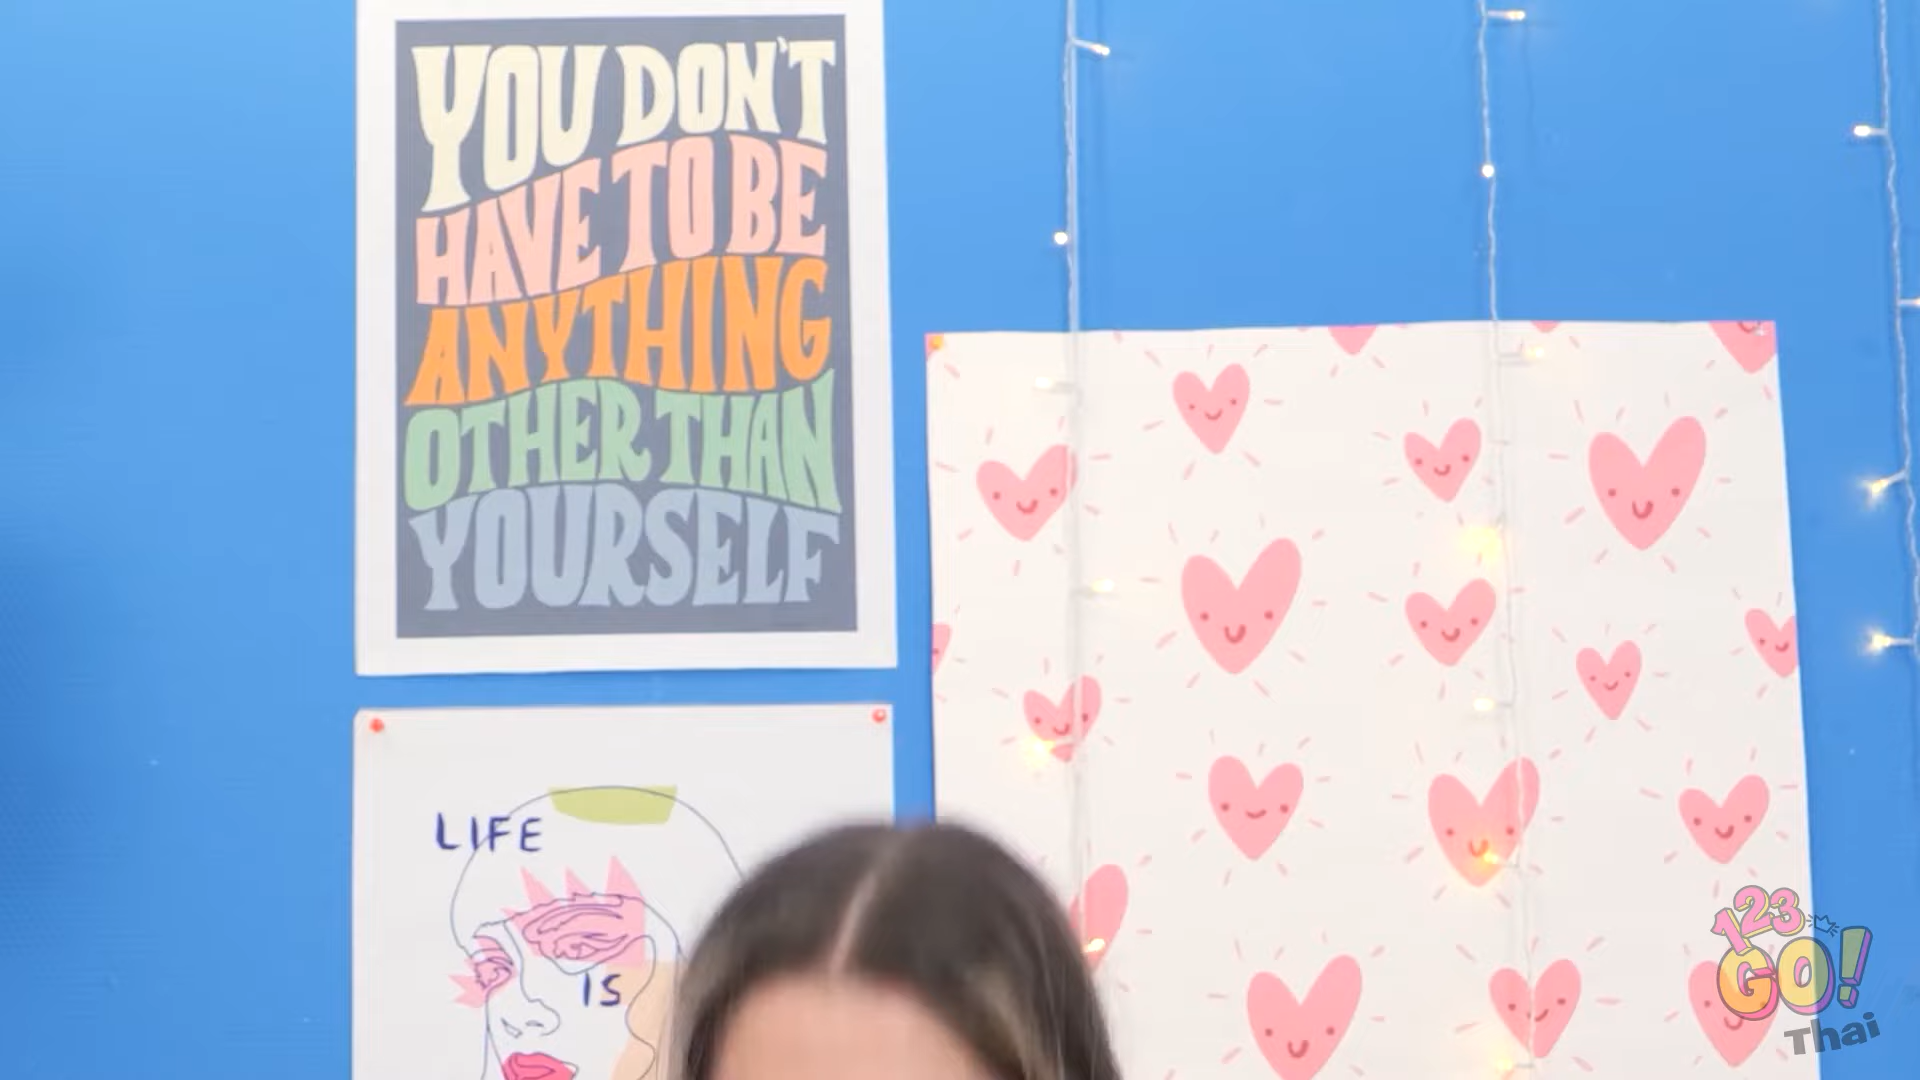 YOU DON'T
HAVE TO BE
ANYTHING
OTHER THAN
YOURSELF
LIFE
IS
123
GO!
Thai